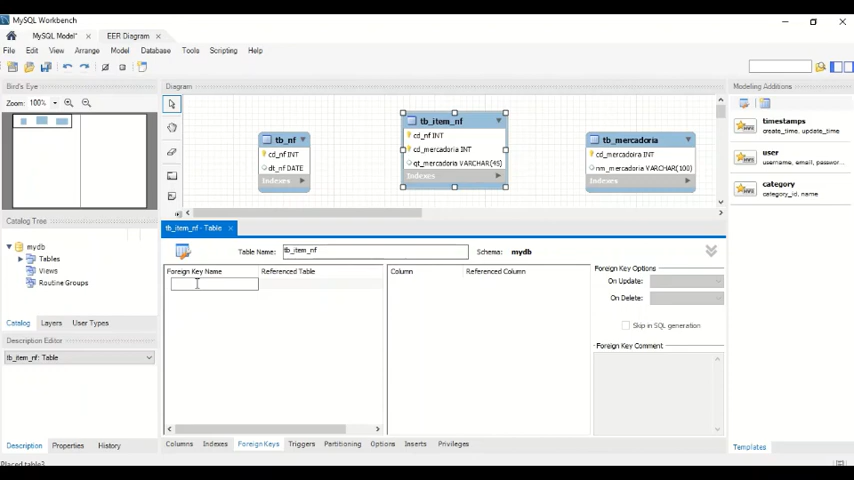 MySQL Workbench
MySQL Model* × EER Diagram ×
File Edit View Arrange Model Database Tools Scripting Help
Bird's Eye
Zoom: 100%
Diagram
Modeling Additions
timestamps
create_time, update_time
user
username, email, passwor...
category
category_id, name
tb_nf
cd_nf INT
dt_nf DATE
Indexes
tb_item_nf
cd_nf INT
cd_mercadoria INT
qt_mercadoria VARCHAR(45)
Indexes
tb_mercadoria
cd_mercadoira INT
nm_mercadoria VARCHAR(100)
Indexes
Catalog Tree
mydb
Tables
Views
Routine Groups
Catalog Layers User Types
Description Editor
tb_item_nf: Table
Description Properties History
tb_item_nf - Table ×
Table Name: tb_item_nf Schema: mydb
Foreign Key Name Referenced Table
Column Referenced Column
Foreign Key Options
On Update:
On Delete:
Skip in SQL generation
Foreign Key Comment
Columns Indexes Foreign Keys Triggers Partitioning Options Inserts Privileges
Templates
Placed table3